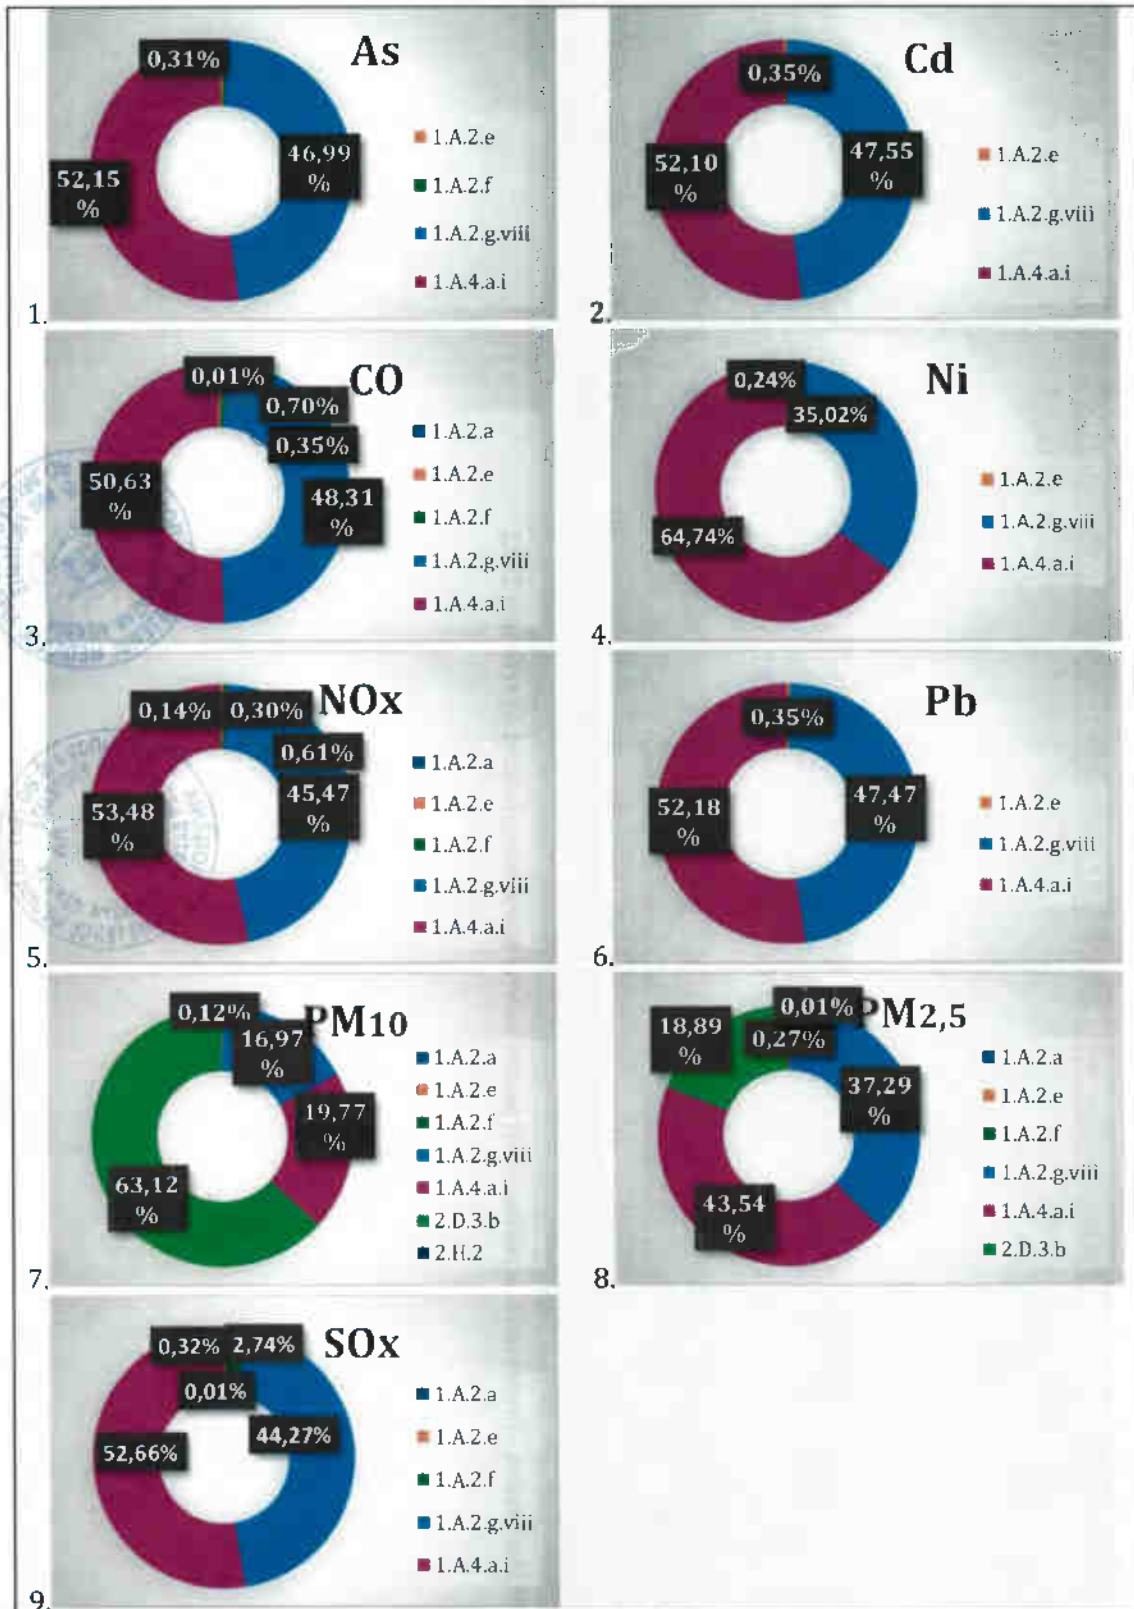 As
0,31%
46,99
%
52,15
%
1.A.2.e
1.A.2.f
1.A.2.g.viii
1.A.4.a.i
1.
Cd
0,35%
47,55
%
52,10
%
1.A.2.e
1.A.2.g.viii
1.A.4.a.i
2.
CO
0,01%
0,70%
0,35%
50,63
%
48,31
%
1.A.2.a
1.A.2.e
1.A.2.f
1.A.2.g.viii
1.A.4.a.i
3.
Ni
0,24%
35,02%
64,74%
1.A.2.e
1.A.2.g.viii
1.A.4.a.i
4.
NOx
0,14%
0,30%
0,61%
53,48
%
45,47
%
1.A.2.a
1.A.2.e
1.A.2.f
1.A.2.g.viii
1.A.4.a.i
5.
Pb
0,35%
52,18
%
47,47
%
1.A.2.e
1.A.2.g.viii
1.A.4.a.i
6.
PM10
0,12%
16,97
%
19,77
%
63,12
%
1.A.2.a
1.A.2.e
1.A.2.f
1.A.2.g.viii
1.A.4.a.i
2.D.3.b
2.H.2
7.
PM2,5
0,01%
18,89
%
0,27%
37,29
%
43,54
%
1.A.2.a
1.A.2.e
1.A.2.f
1.A.2.g.viii
1.A.4.a.i
2.D.3.b
8.
SOx
0,32%
2,74%
0,01%
44,27%
52,66%
1.A.2.a
1.A.2.e
1.A.2.f
1.A.2.g.viii
1.A.4.a.i
9.